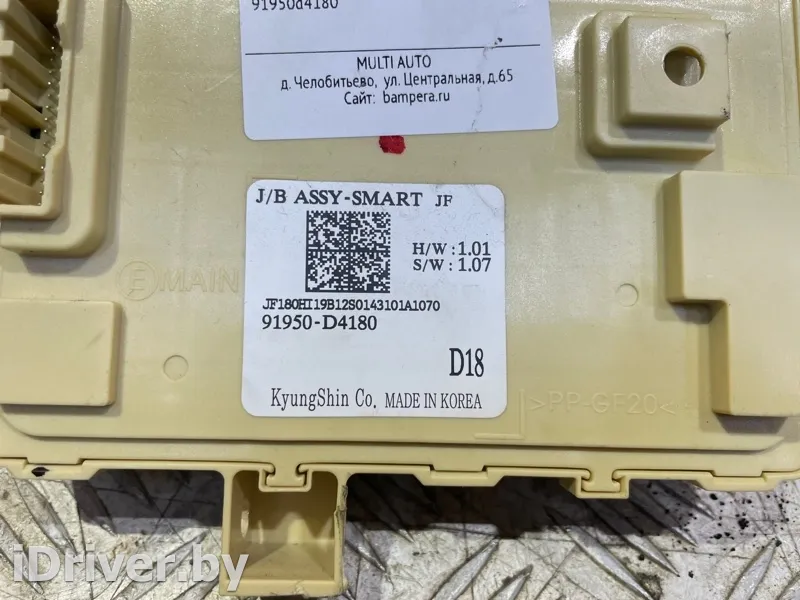 91950d4180
MULTI AUTO
д. Челобитьево, ул. Центральная, д.65
Сайт: bampera.ru
J/B ASSY-SMART JF
H/W : 1.01
S/W : 1.07
E MAIN
JF180HI19B12S0143101A1070
91950-D4180
D18
KyungShin Co. MADE IN KOREA
>PP-GF20<
iDriver.by